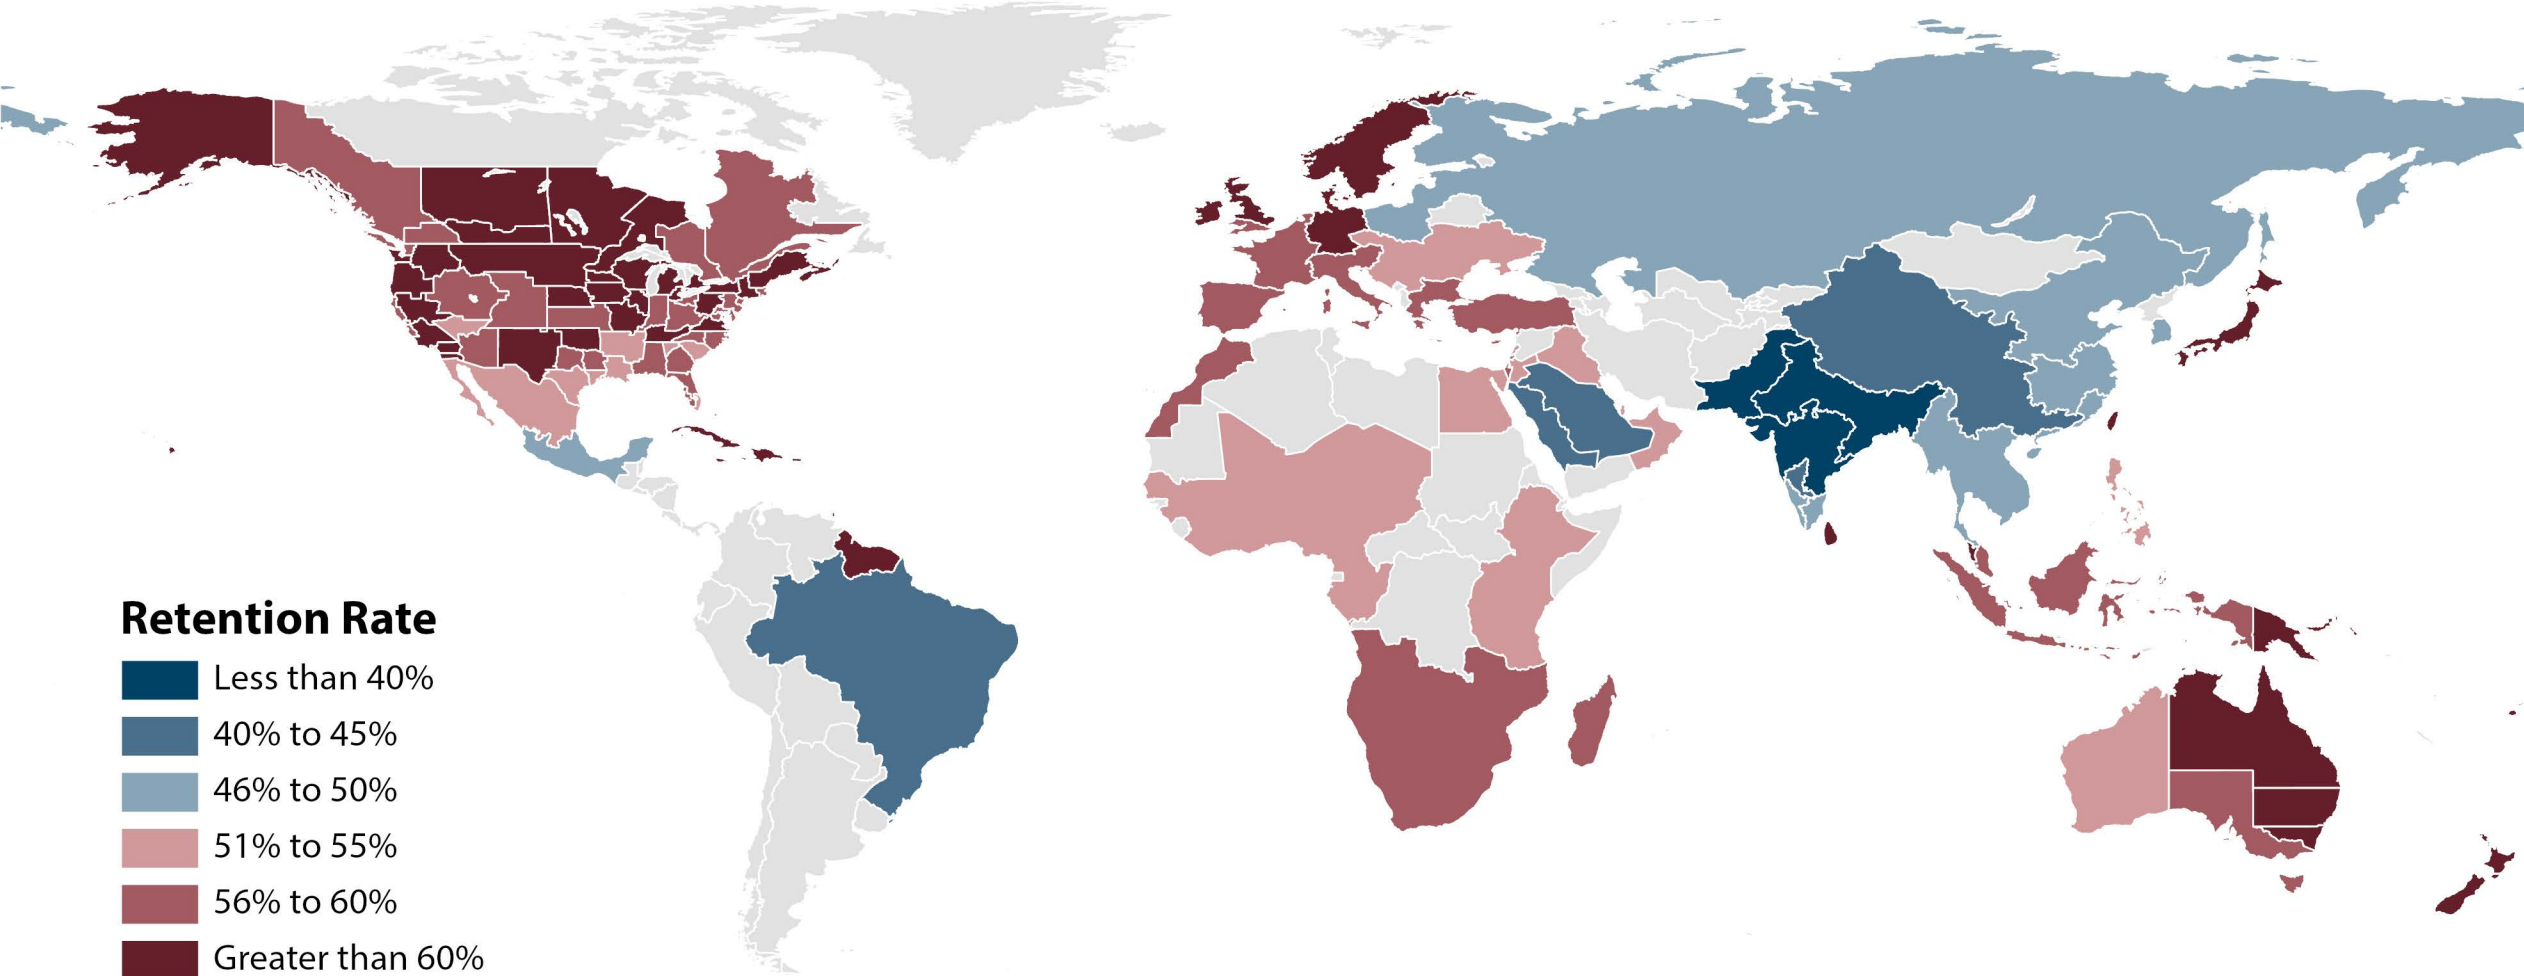 Retention Rate
Less than 40%
40% to 45%
46% to 50%
51% to 55%
56% to 60%
Greater than 60%